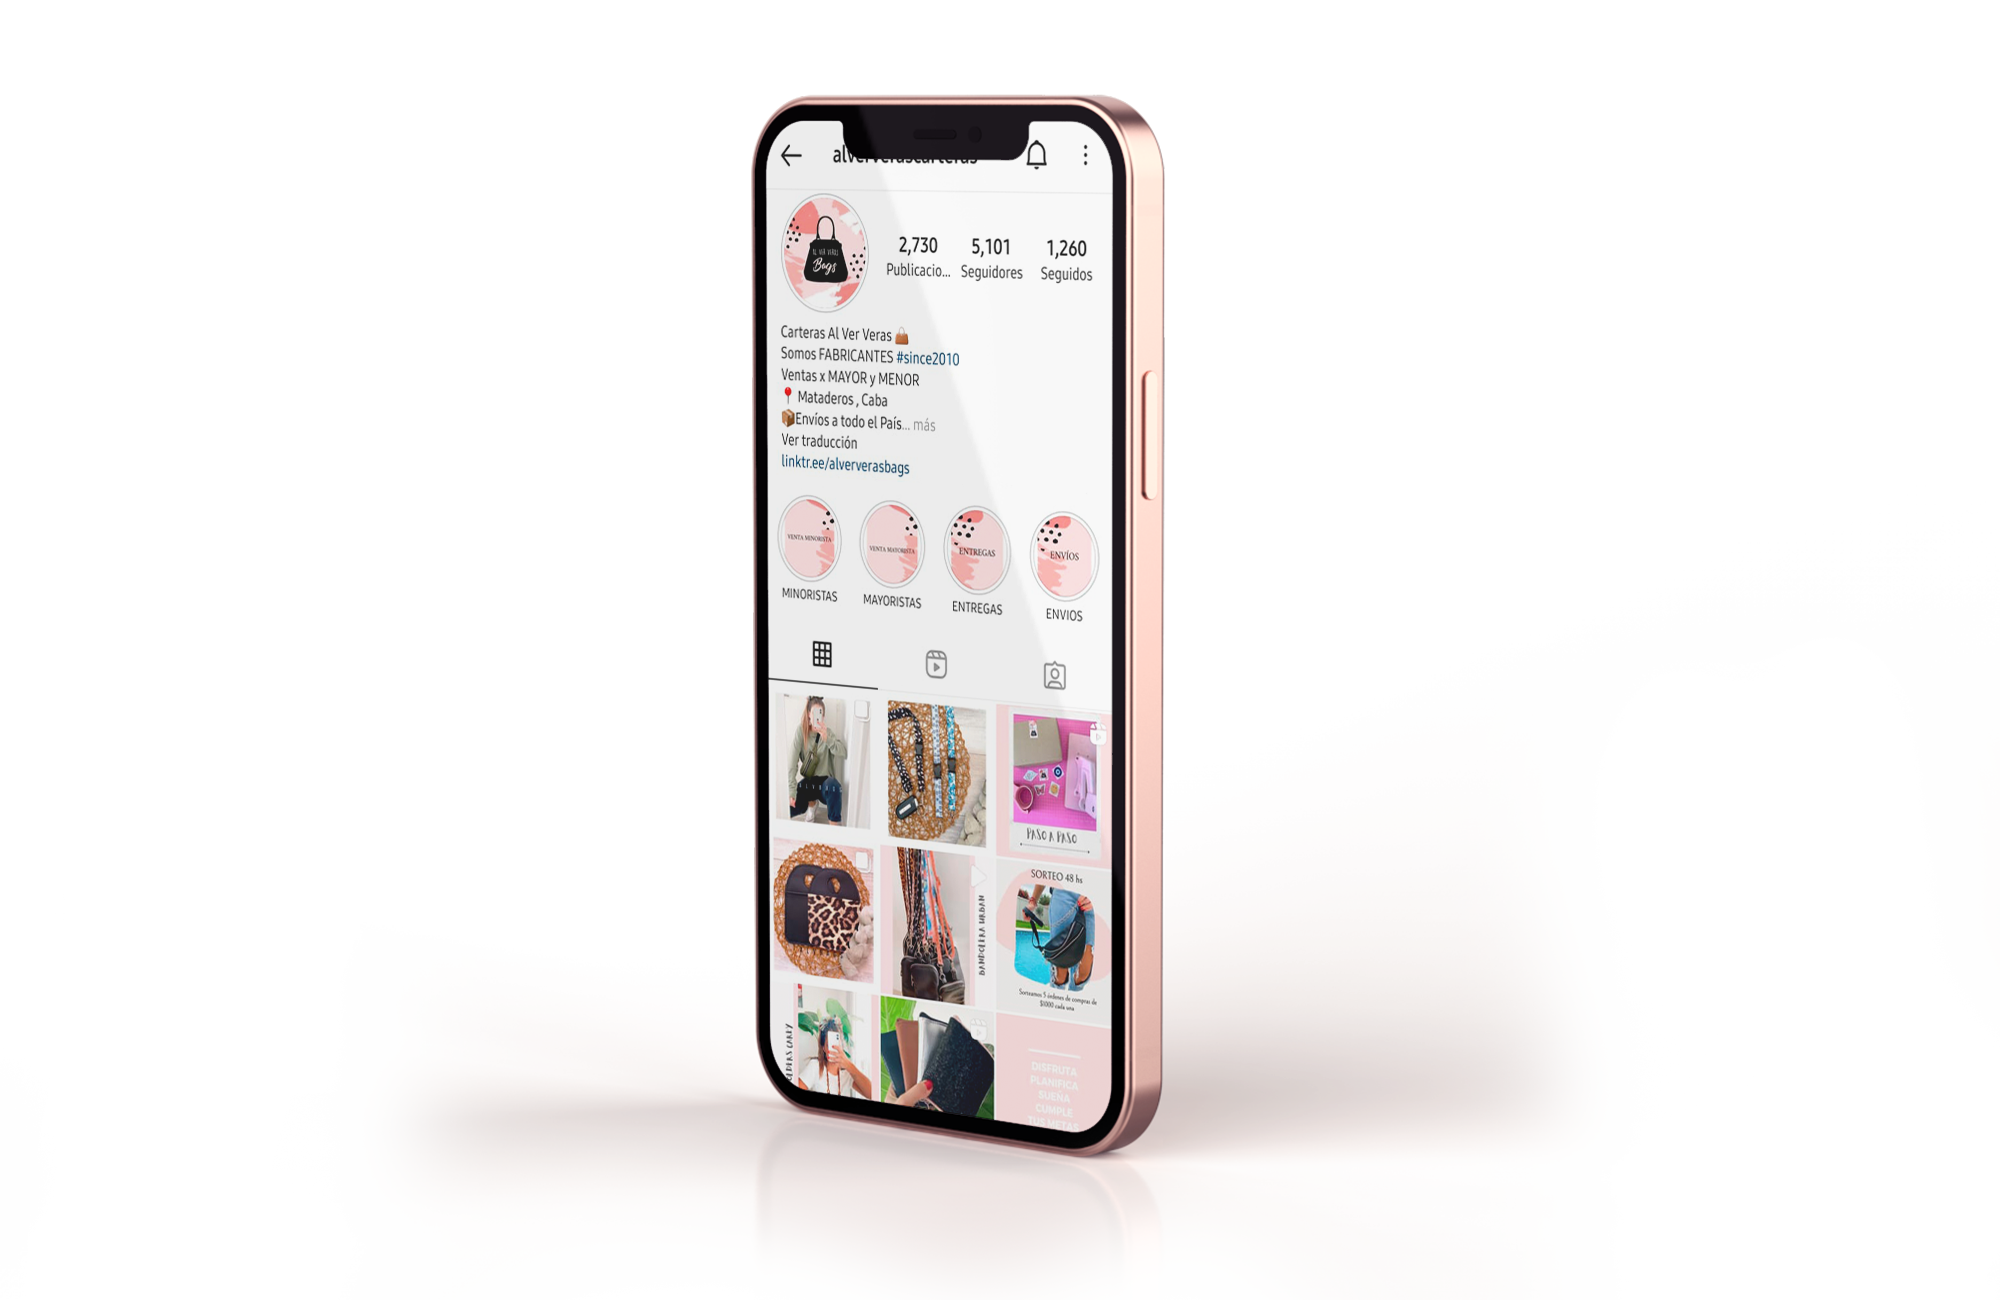 alververascarteras
AL VER VERAS
Bags
2,730
5,101
1,260
Publicacio...
Seguidores
Seguidos
Carteras Al Ver Veras
Somos FABRICANTES #since2010
Ventas x MAYOR y MENOR
Mataderos , Caba
Envíos a todo el País... más
Ver traducción
linktr.ee/alververasbags
VENTA MINORISTA
VENTA MAYORISTA
ENTREGAS
ENVÍOS
MINORISTAS
MAYORISTAS
ENTREGAS
ENVIOS
PASO A PASO
BANDOLERA URBAN
SORTEO 48 hs
Sorteamos 5 órdenes de compras de
$1000 cada una
DISFRUTA
PLANIFICA
SUEÑA
CUMPLE
TUS METAS